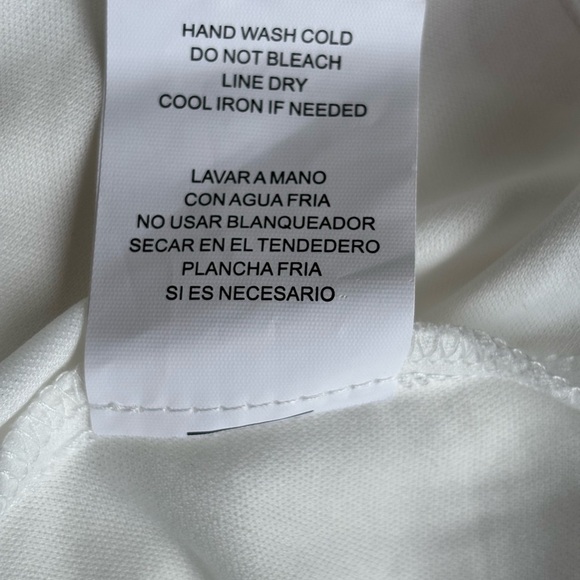 HAND WASH COLD
DO NOT BLEACH
LINE DRY
COOL IRON IF NEEDED
LAVAR A MANO
CON AGUA FRIA
NO USAR BLANQUEADOR
SECAR EN EL TENDEDERO
PLANCHA FRIA
SI ES NECESARIO